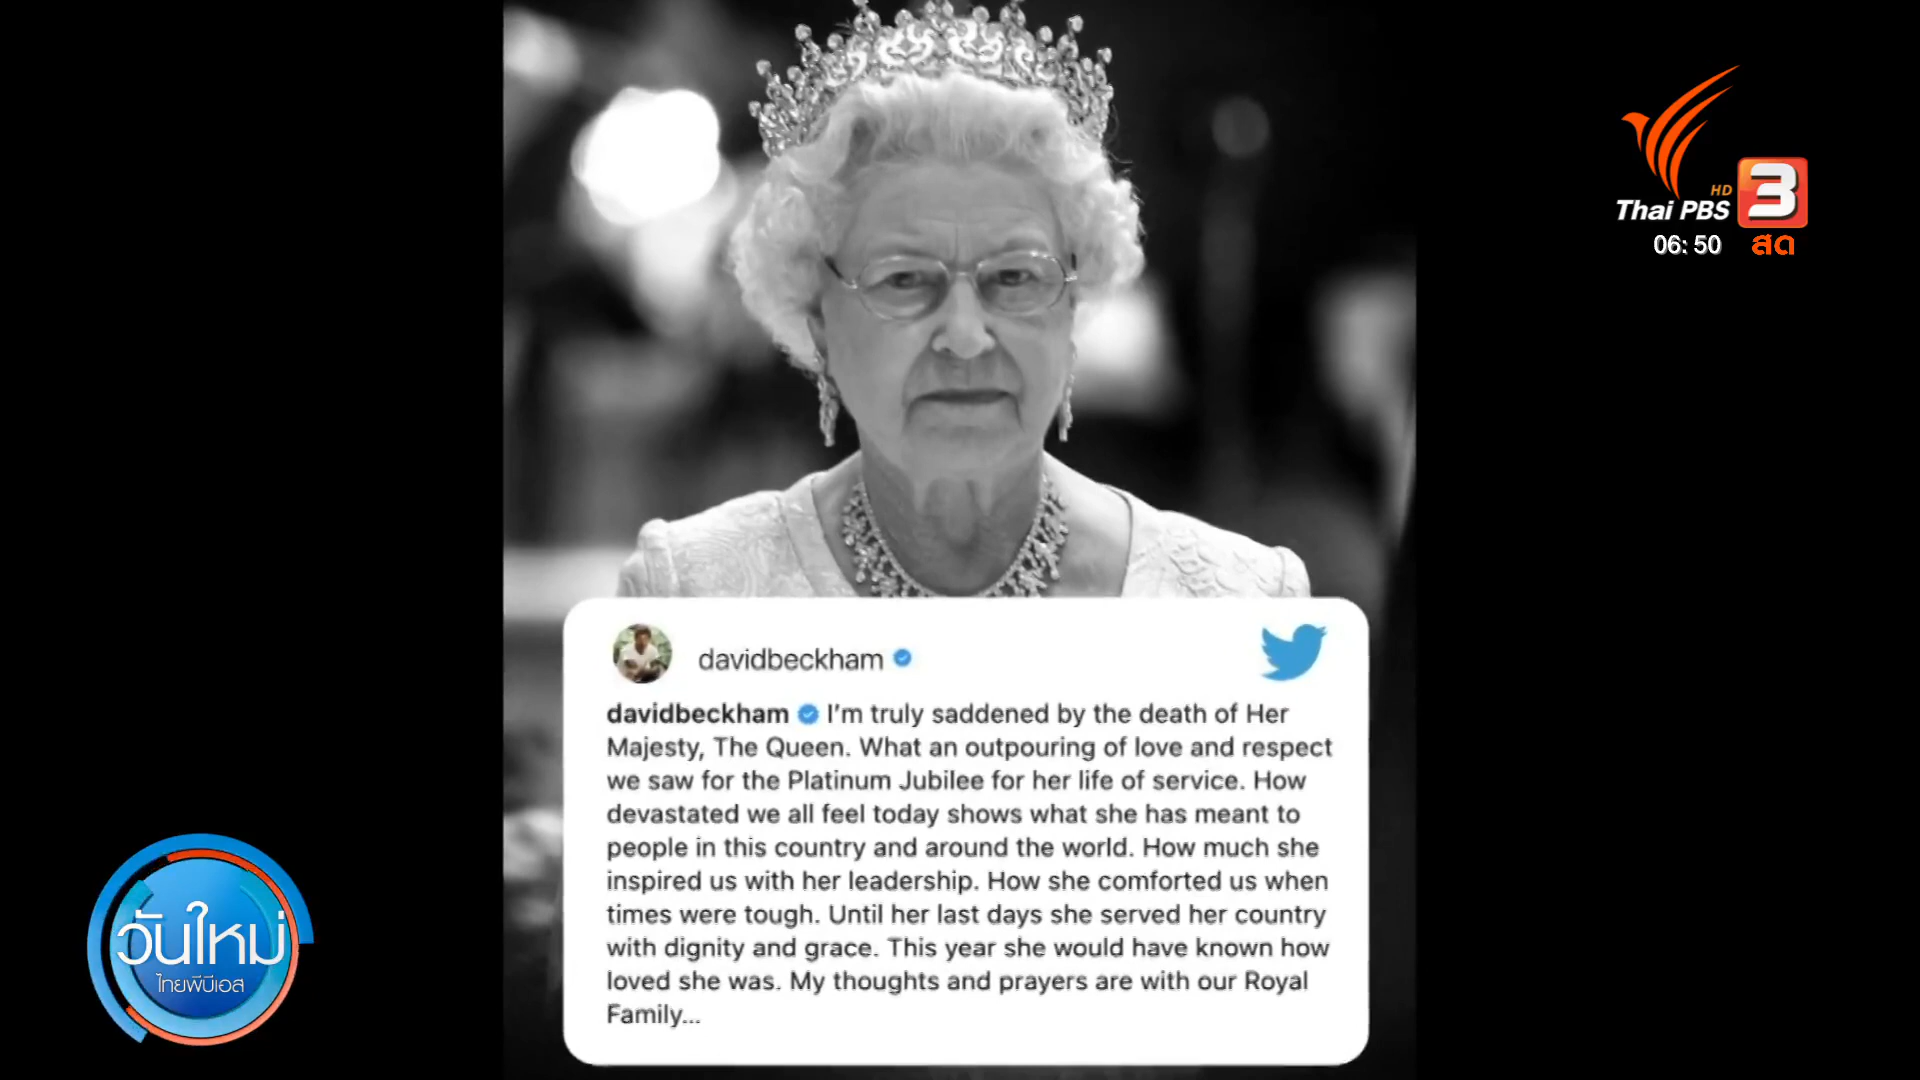 HD
Thai PBS 3
06:50 สด
davidbeckham
davidbeckham I'm truly saddened by the death of Her
Majesty, The Queen. What an outpouring of love and respect
we saw for the Platinum Jubilee for her life of service. How
devastated we all feel today shows what she has meant to
people in this country and around the world. How much she
inspired us with her leadership. How she comforted us when
times were tough. Until her last days she served her country
with dignity and grace. This year she would have known how
loved she was. My thoughts and prayers are with our Royal
Family...
วันใหม่
ไทยพีบีเอส